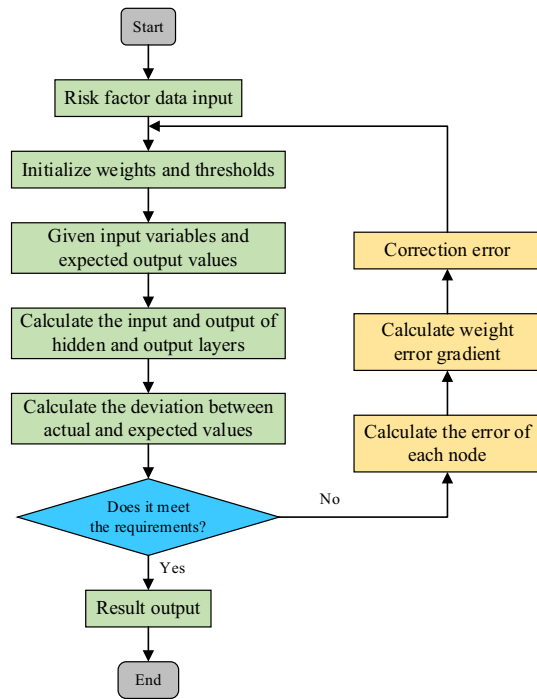 Start
Risk factor data input
Initialize weights and thresholds
Given input variables and
expected output values
Calculate the input and output of
hidden and output layers
Calculate the deviation between
actual and expected values
Does it meet
the requirements?
No
Calculate the error of
each node
Calculate weight
error gradient
Correction error
Yes
Result output
End